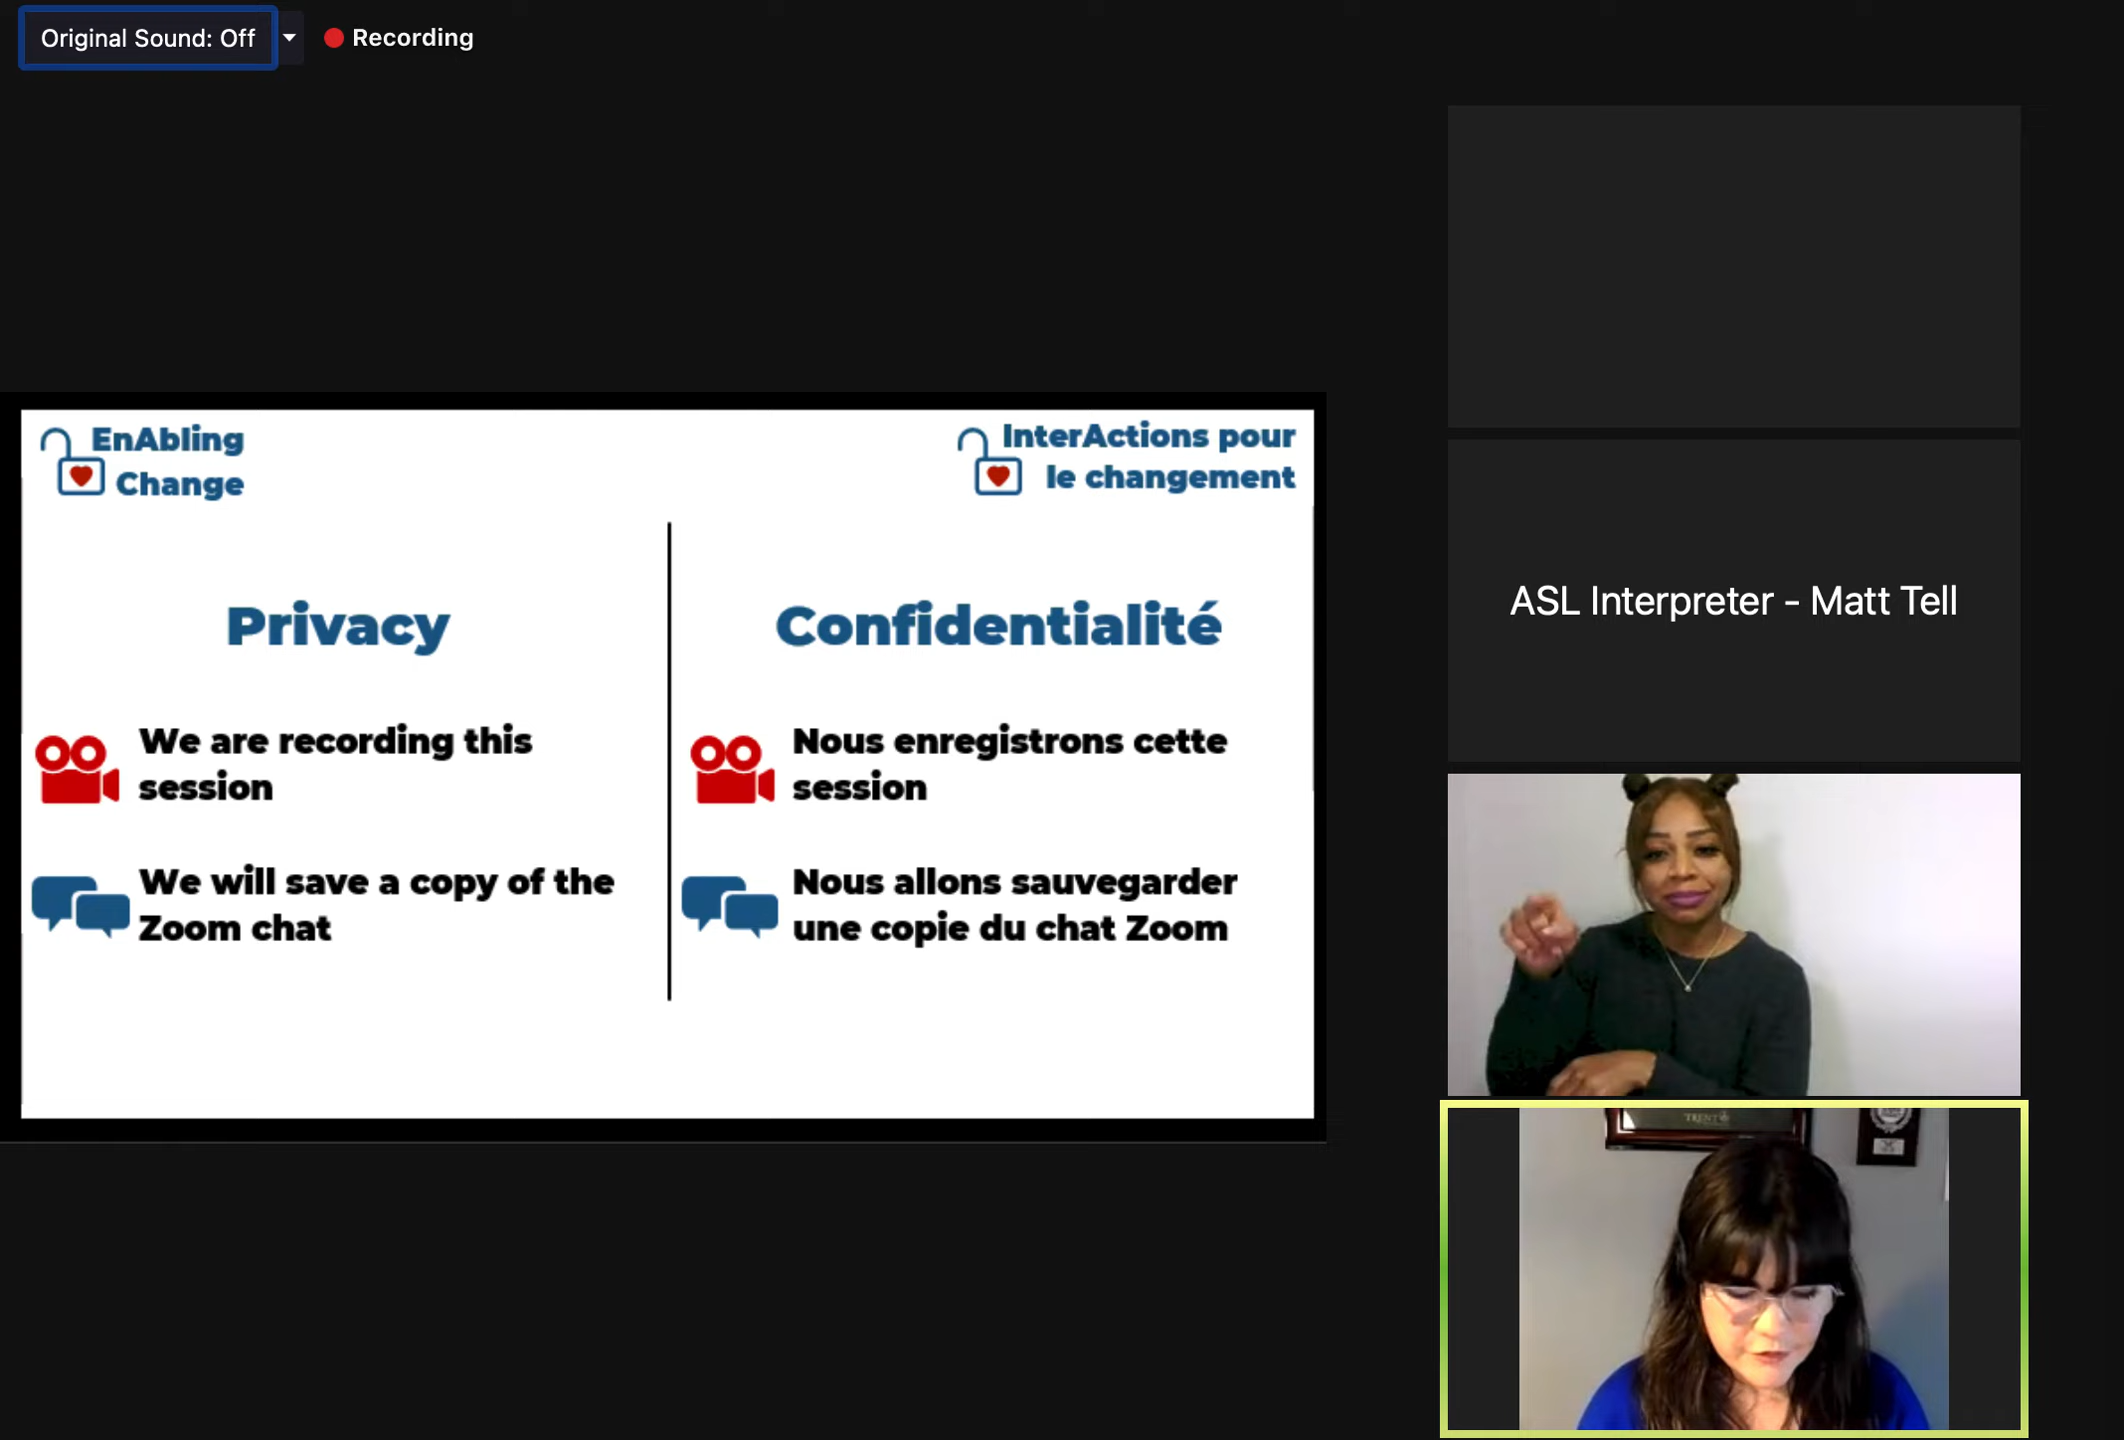 Original Sound: Off
Recording
EnAbling
Change
InterActions pour
le changement
Privacy
We are recording this
session
We will save a copy of the
Zoom chat
Confidentialité
Nous enregistrons cette
session
Nous allons sauvegarder
une copie du chat Zoom
ASL Interpreter - Matt Tell
TRENT